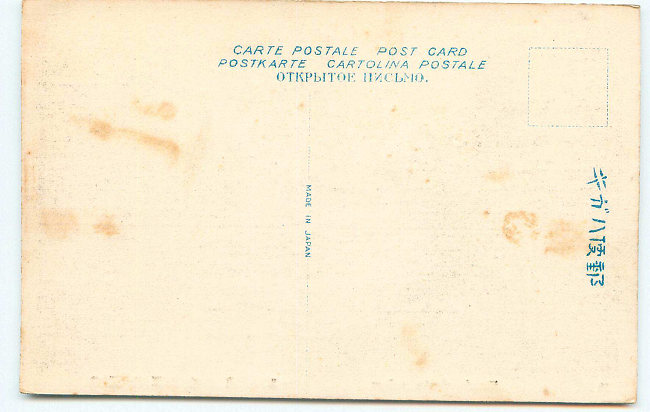 CARTE POSTALE POST CARD
POSTKARTE CARTOLINA POSTALE
ОТКРЫТОЕ ПИСЬМО.
MADE IN JAPAN
郵便ハガキ